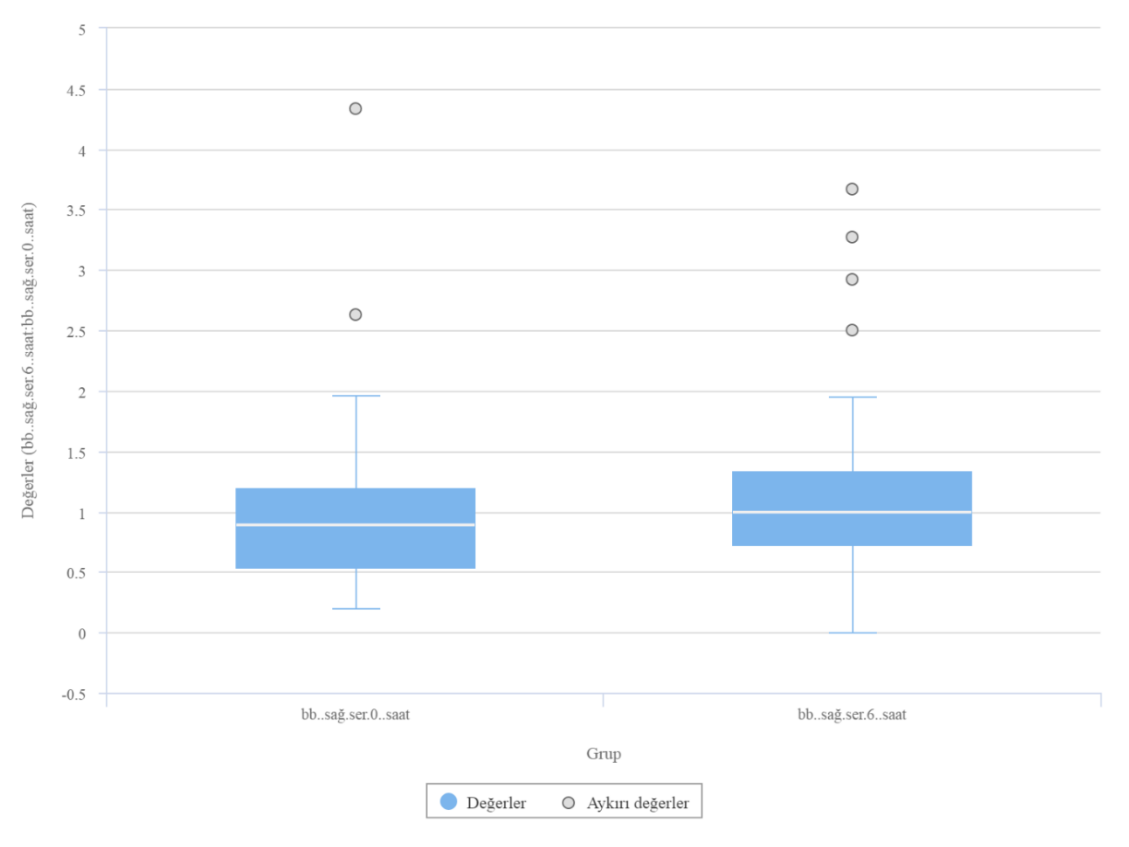 5
4.5
4
3.5
3
2.5
2
1.5
1
0.5
0
-0.5
Değerler (bb..sağ.ser.6..saat:bb..sağ.ser.0..saat)
bb..sağ.ser.0..saat
bb..sağ.ser.6..saat
Grup
Değerler
Aykırı değerler